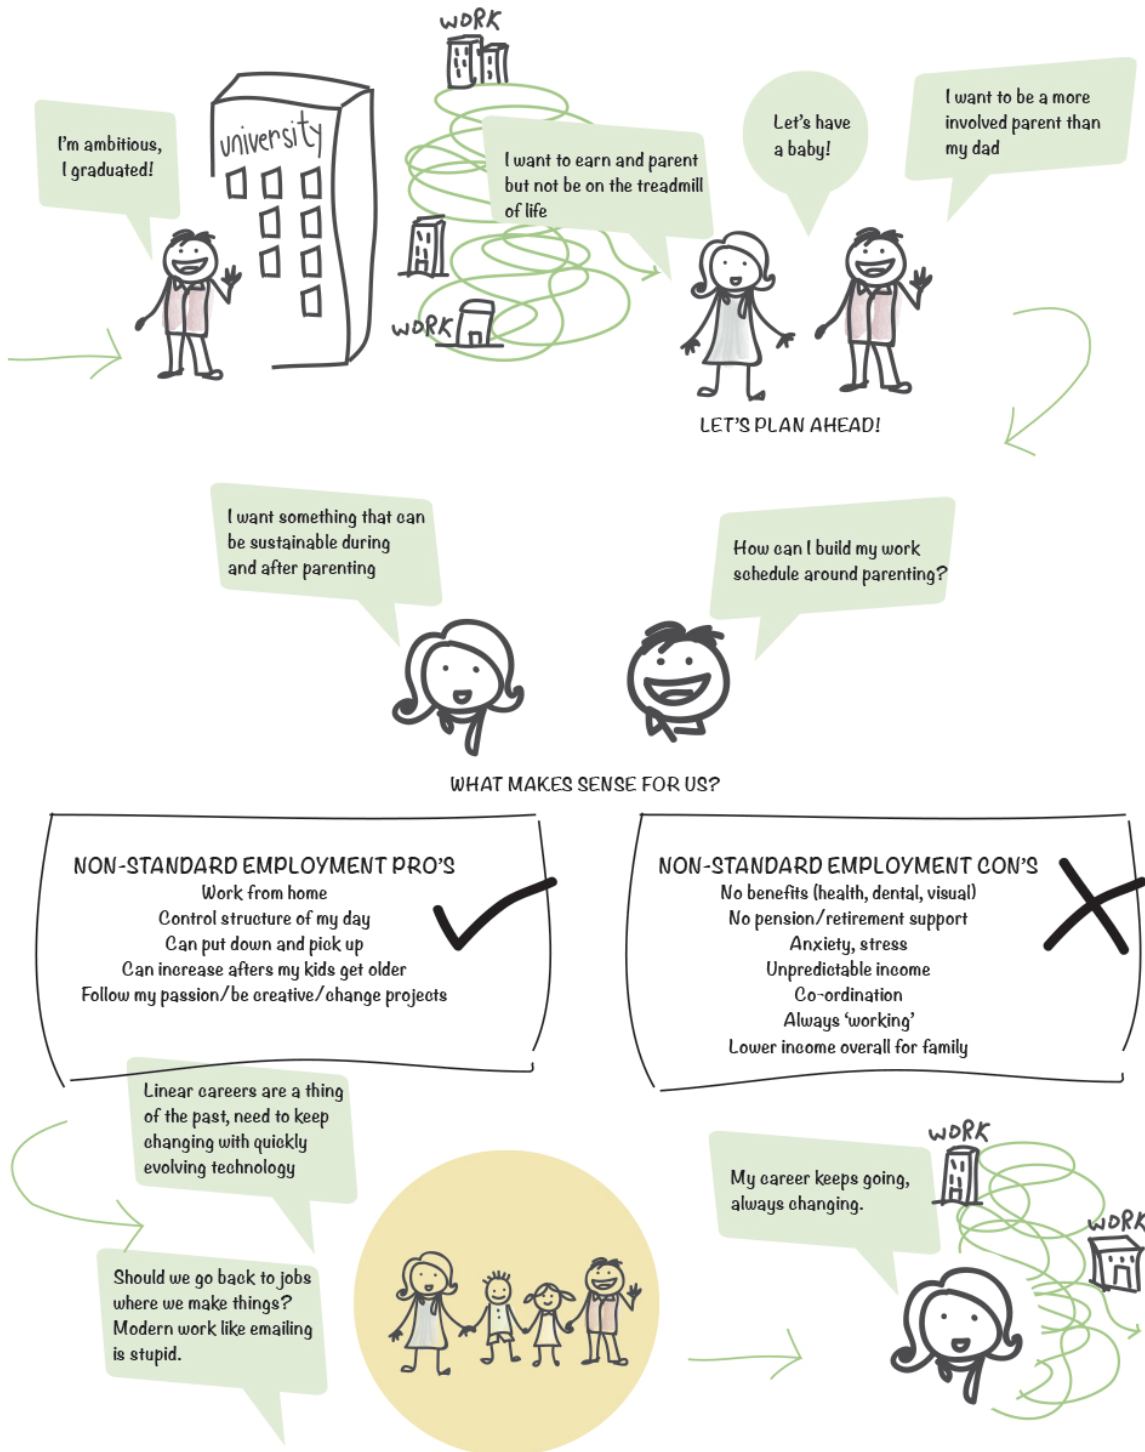 WORK
I'm ambitious,
I graduated!
university
I want to earn and parent
but not be on the treadmill
of life
Let's have
a baby!
I want to be a more
involved parent than
my dad
WORK
LET'S PLAN AHEAD!
I want something that can
be sustainable during
and after parenting
How can I build my work
schedule around parenting?
WHAT MAKES SENSE FOR US?
NON-STANDARD EMPLOYMENT PRO'S
Work from home
Control structure of my day
Can put down and pick up
Can increase afters my kids get older
Follow my passion/be creative/change projects
NON-STANDARD EMPLOYMENT CON'S
No benefits (health, dental, visual)
No pension/retirement support
Anxiety, stress
Unpredictable income
Co-ordination
Always 'working'
Lower income overall for family
Linear careers are a thing
of the past, need to keep
changing with quickly
evolving technology
Should we go back to jobs
where we make things?
Modern work like emailing
is stupid.
My career keeps going,
always changing.
WORK
WORK